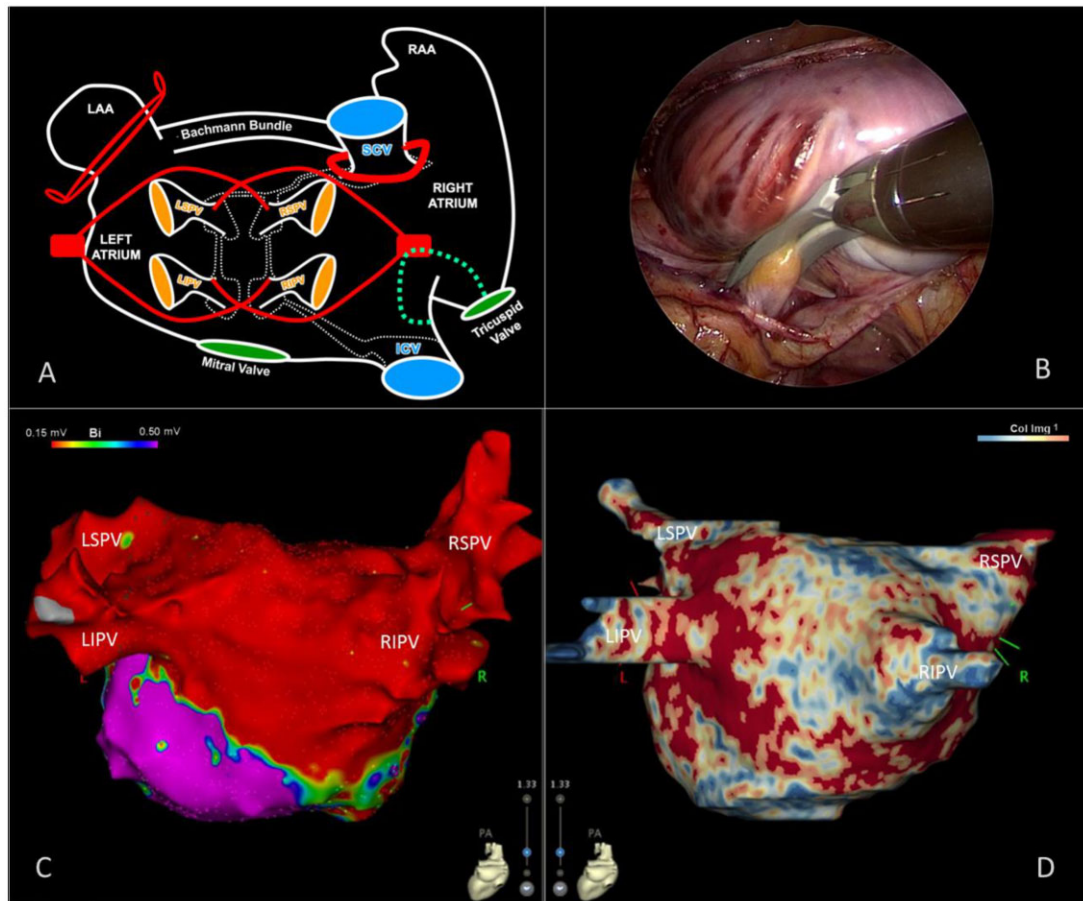 RAA
LAA
Bachmann Bundle
SCV
RIGHT
ATRIUM
LSPV
RSPV
LEFT
ATRIUM
LIPV
RIPV
Tricuspid
Valve
ICV
Mitral Valve
A
B
0.15 mV Bi 0.50 mV
LSPV
RSPV
LIPV
RIPV
L
R
1.33
PA
C
Col Img 1
LSPV
RSPV
LIPV
RIPV
L
R
1.33
PA
D